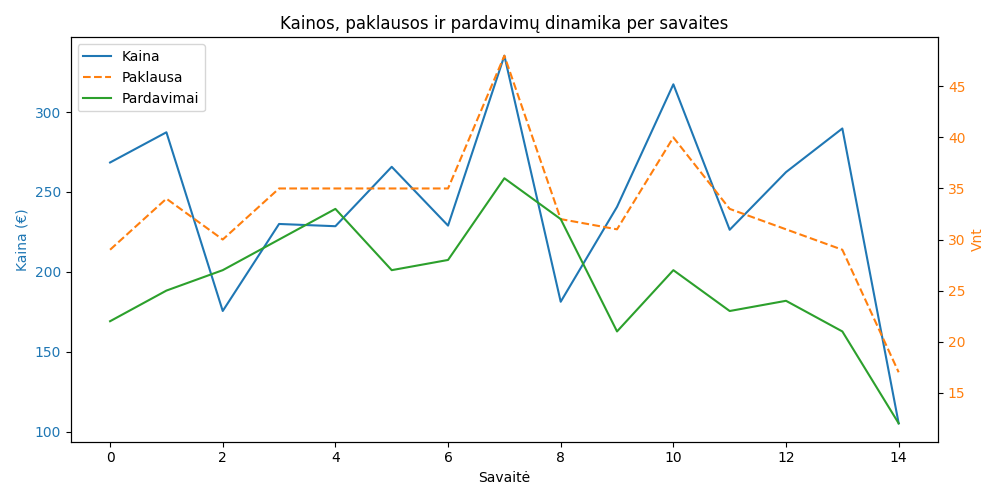 Kainos, paklausos ir pardavimų dinamika per savaites
Kaina
Paklausa
Pardavimai
Kaina (€)
300
250
200
150
100
45
40
35
30
25
20
15
Vnt
0 2 4 6 8 10 12 14
Savaitė